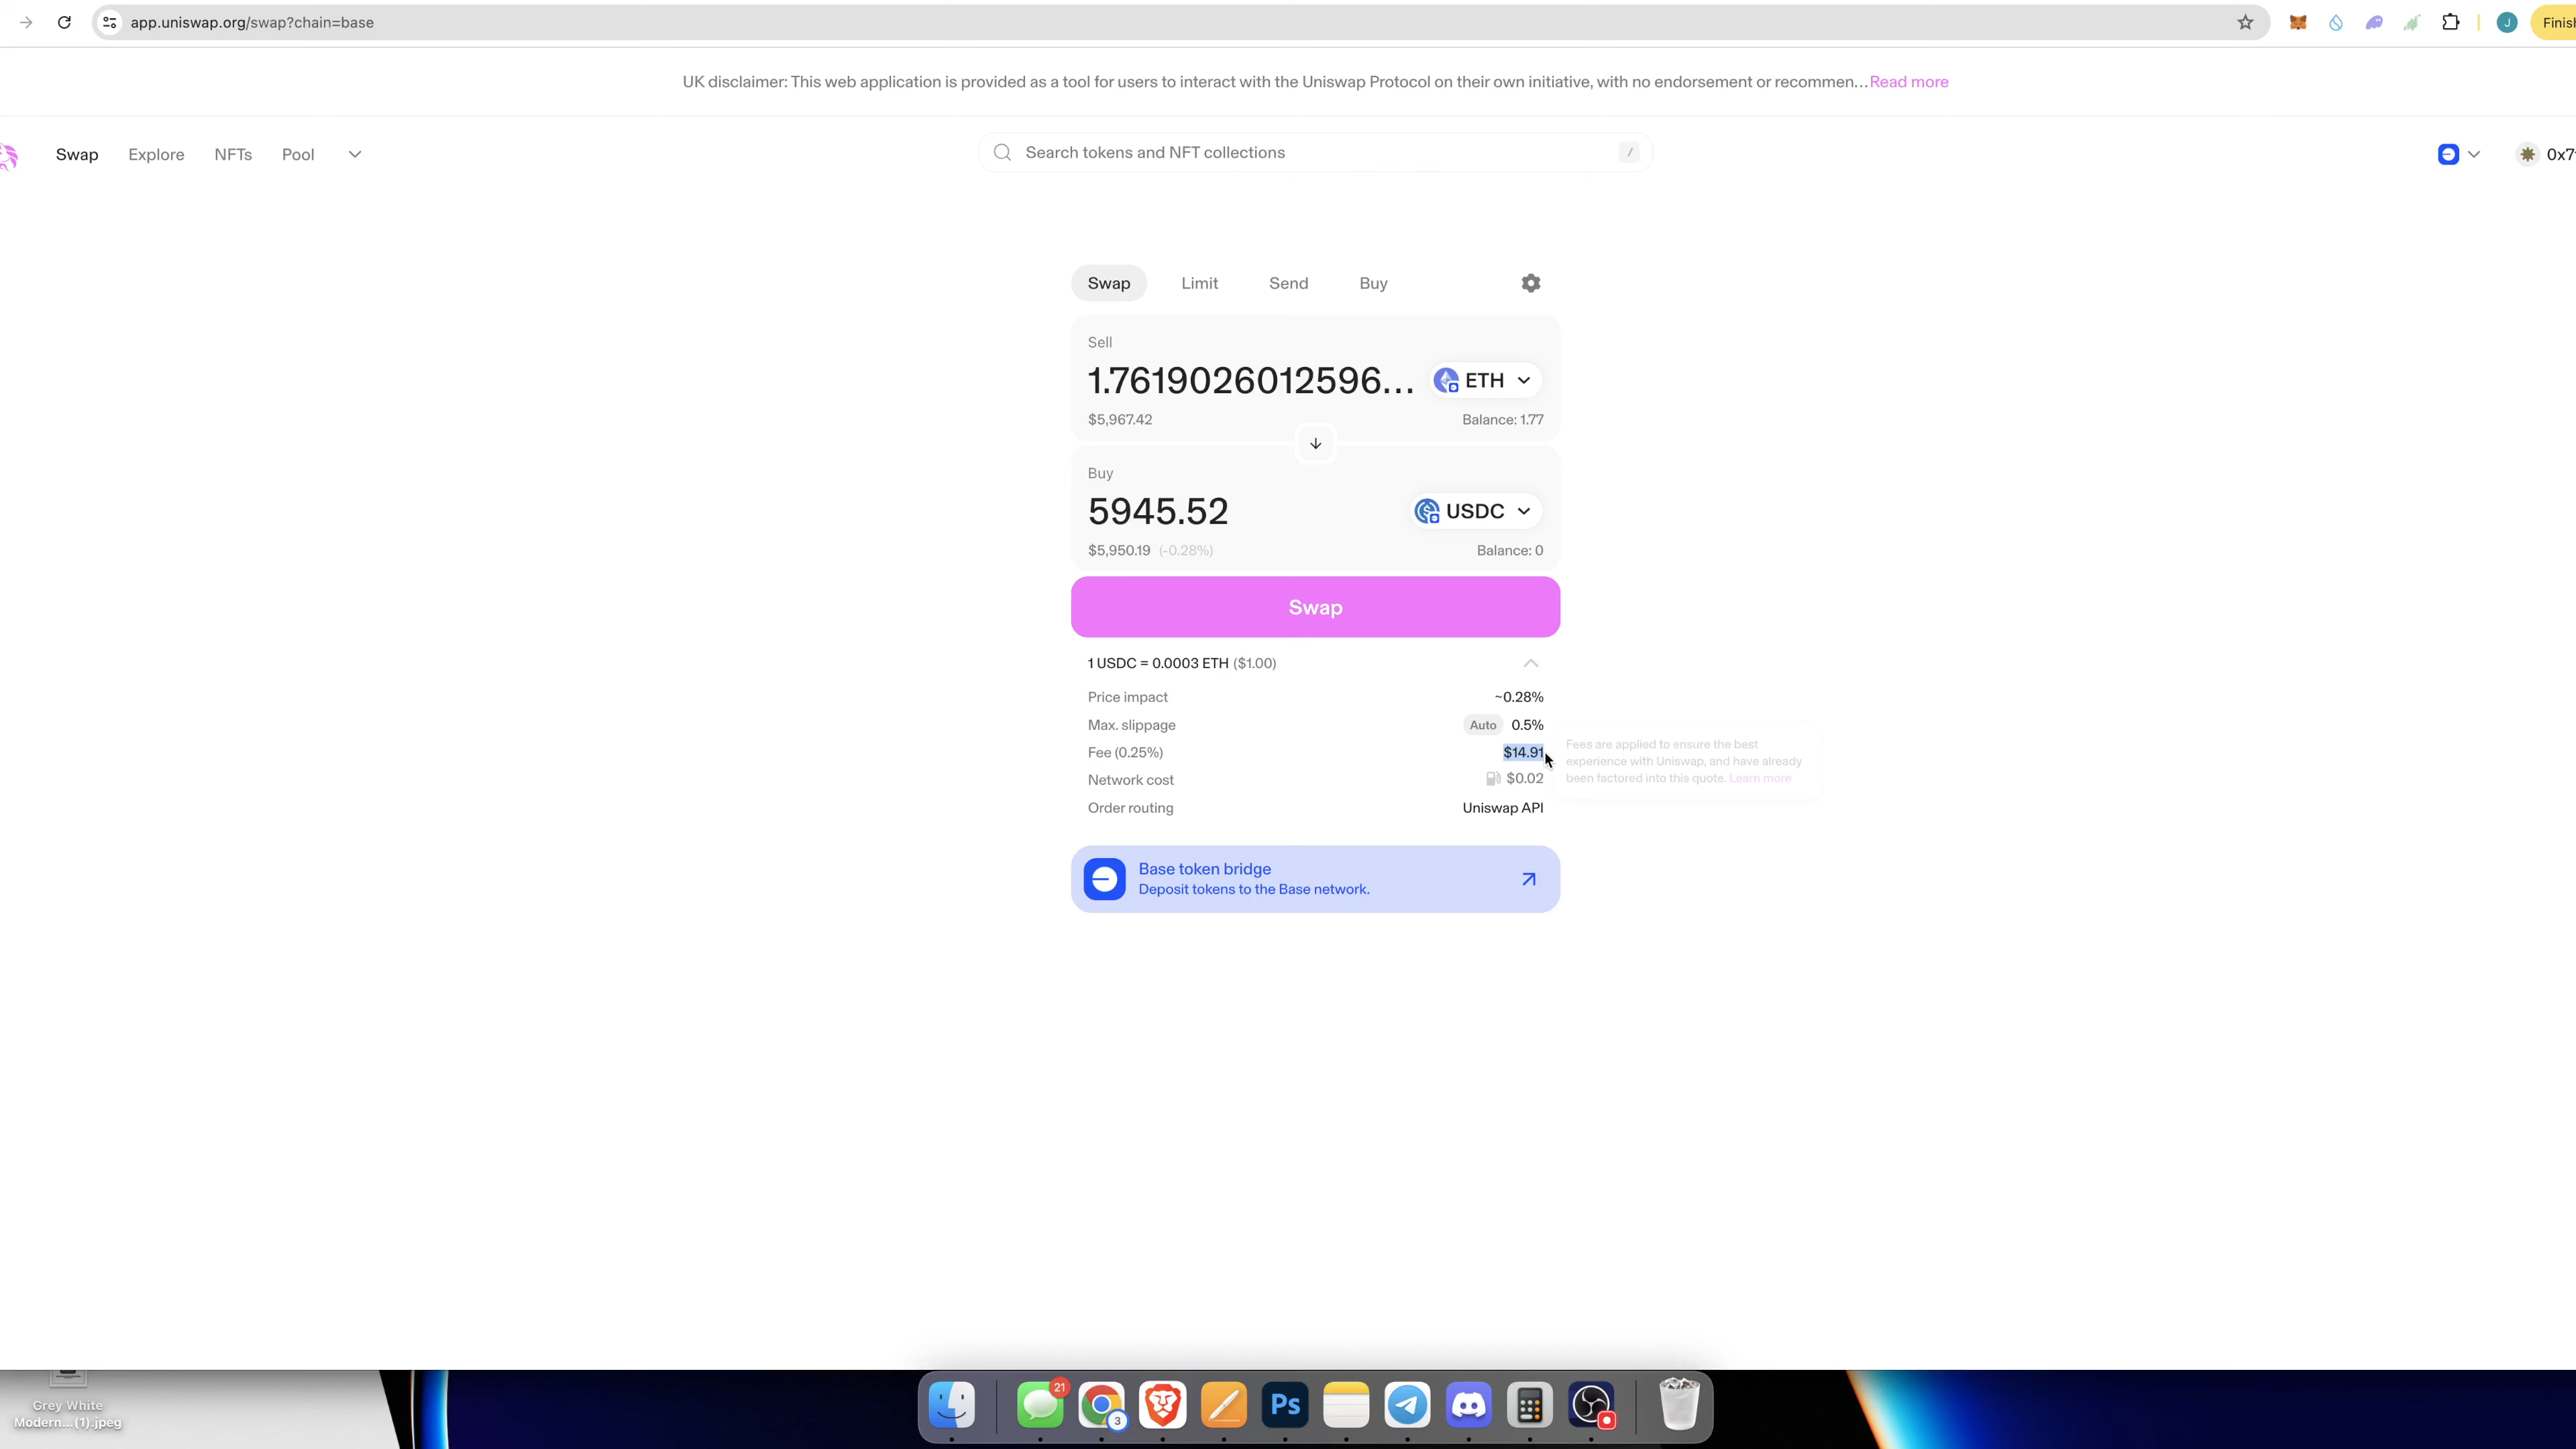 app.uniswap.org/swap?chain=base
J
Finish
UK disclaimer: This web application is provided as a tool for users to interact with the Uniswap Protocol on their own initiative, with no endorsement or recommen...Read more
Swap Explore NFTs Pool
Search tokens and NFT collections /
0x7
Swap Limit Send Buy
Sell
1.7619026012596... ETH
$5,967.42 Balance: 1.77
Buy
5945.52 USDC
$5,950.19 (-0.28%) Balance: 0
Swap
1 USDC = 0.0003 ETH ($1.00)
Price impact ~0.28%
Max. slippage Auto 0.5%
Fee (0.25%) $14.91
Network cost $0.02
Order routing Uniswap API
Fees are applied to ensure the best
experience with Uniswap, and have already
been factored into this quote. Learn more
Base token bridge
Deposit tokens to the Base network.
21
3
Ps
Grey White
Modern...(1).jpeg